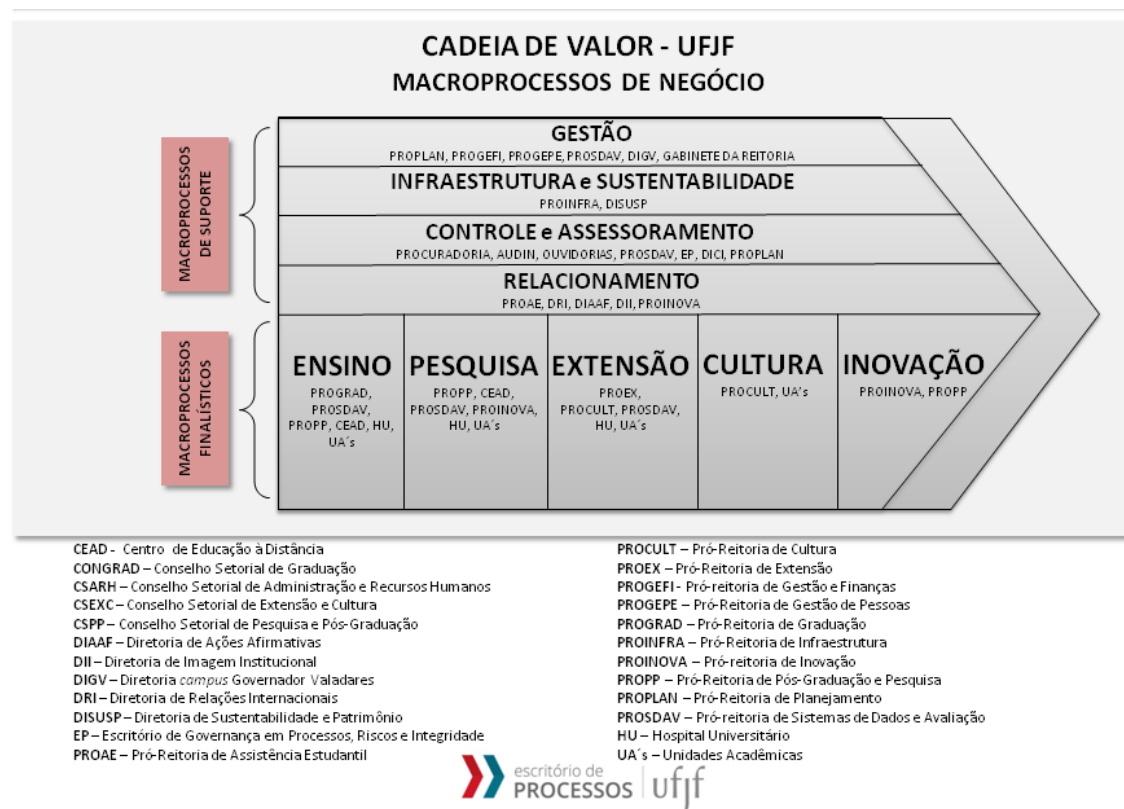 CADEIA DE VALOR - UFJF
MACROPROCESSOS DE NEGÓCIO
MACROPROCESSOS
DE SUPORTE
GESTÃO
PROPLAN, PROGEFI, PROGEPE, PROSDAV, DIGV, GABINETE DA REITORIA
INFRAESTRUTURA e SUSTENTABILIDADE
PROINFRA, DISUSP
CONTROLE e ASSESSORAMENTO
PROCURADORIA, AUDIN, OUVIDORIAS, PROSDAV, EP, DICI, PROPLAN
RELACIONAMENTO
PROAE, DRI, DIAAF, DII, PROINOVA
MACROPROCESSOS
FINALÍSTICOS
ENSINO
PROGRAD,
PROSDAV,
PROPP, CEAD, HU,
UA´s
PESQUISA
PROPP, CEAD,
PROSDAV, PROINOVA,
HU, UA´s
EXTENSÃO
PROEX,
PROCULT, PROSDAV,
HU, UA´s
CULTURA
PROCULT, UA's
INOVAÇÃO
PROINOVA, PROPP
CEAD - Centro de Educação à Distância
CONGRAD – Conselho Setorial de Graduação
CSARH – Conselho Setorial de Administração e Recursos Humanos
CSEXC – Conselho Setorial de Extensão e Cultura
CSPP – Conselho Setorial de Pesquisa e Pós-Graduação
DIAAF – Diretoria de Ações Afirmativas
DII – Diretoria de Imagem Institucional
DIGV – Diretoria campus Governador Valadares
DRI – Diretoria de Relações Internacionais
DISUSP – Diretoria de Sustentabilidade e Patrimônio
EP – Escritório de Governança em Processos, Riscos e Integridade
PROAE – Pró-Reitoria de Assistência Estudantil
PROCULT – Pró-Reitoria de Cultura
PROEX – Pró-Reitoria de Extensão
PROGEFI - Pró-reitoria de Gestão e Finanças
PROGEPE – Pró-Reitoria de Gestão de Pessoas
PROGRAD – Pró-Reitoria de Graduação
PROINFRA – Pró-Reitoria de Infraestrutura
PROINOVA – Pró-reitoria de Inovação
PROPP – Pró-Reitoria de Pós-Graduação e Pesquisa
PROPLAN – Pró-Reitoria de Planejamento
PROSDAV – Pró-reitoria de Sistemas de Dados e Avaliação
HU – Hospital Universitário
UA´s – Unidades Acadêmicas
escritório de
PROCESSOS
ufjf